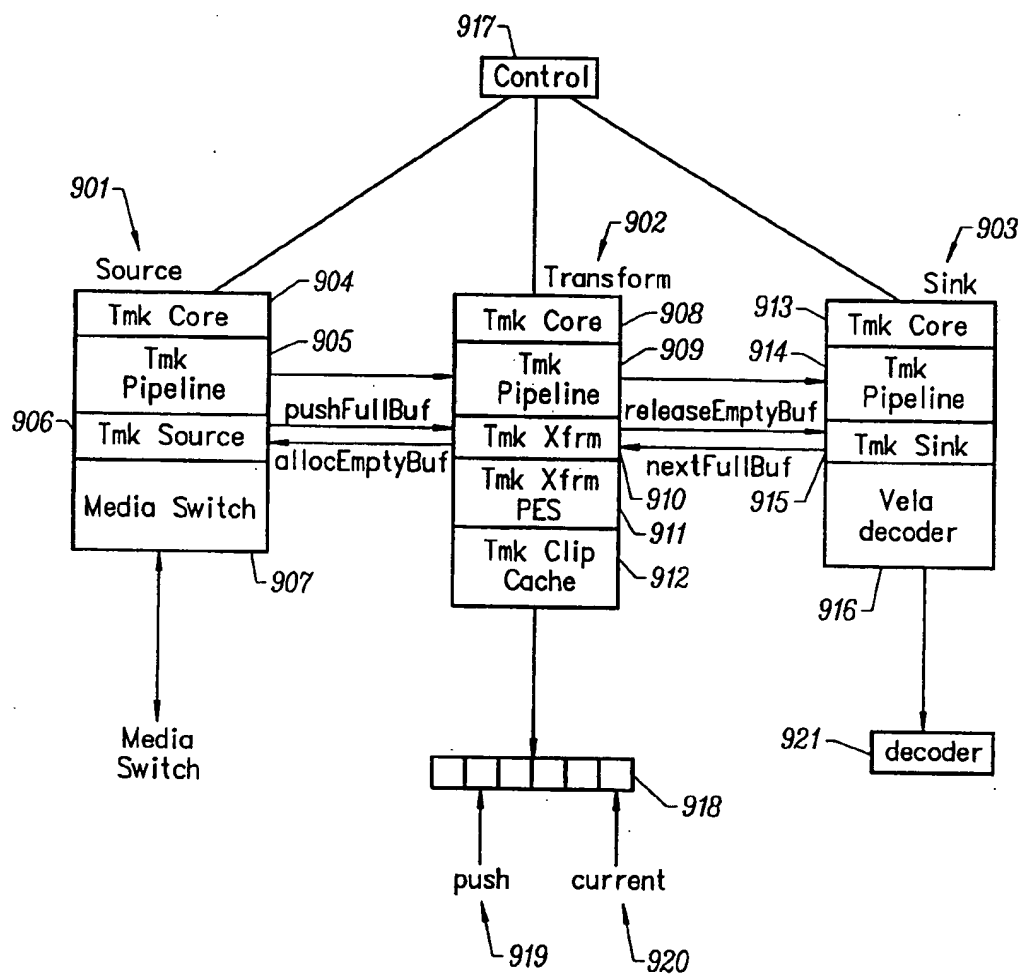 917
Control
901
902
903
Source
Transform
Sink
904
908
913
Tmk Core
Tmk Core
Tmk Core
905
909
914
Tmk
Pipeline
Tmk
Pipeline
Tmk
Pipeline
pushFullBuf
releaseEmptyBuf
906
Tmk Source
Tmk Xfrm
Tmk Sink
allocEmptyBuf
nextFullBuf
910
915
Media Switch
Tmk Xfrm
PES
Vela
decoder
911
907
Tmk Clip
Cache
912
916
Media
Switch
921
decoder
918
push
current
919
920